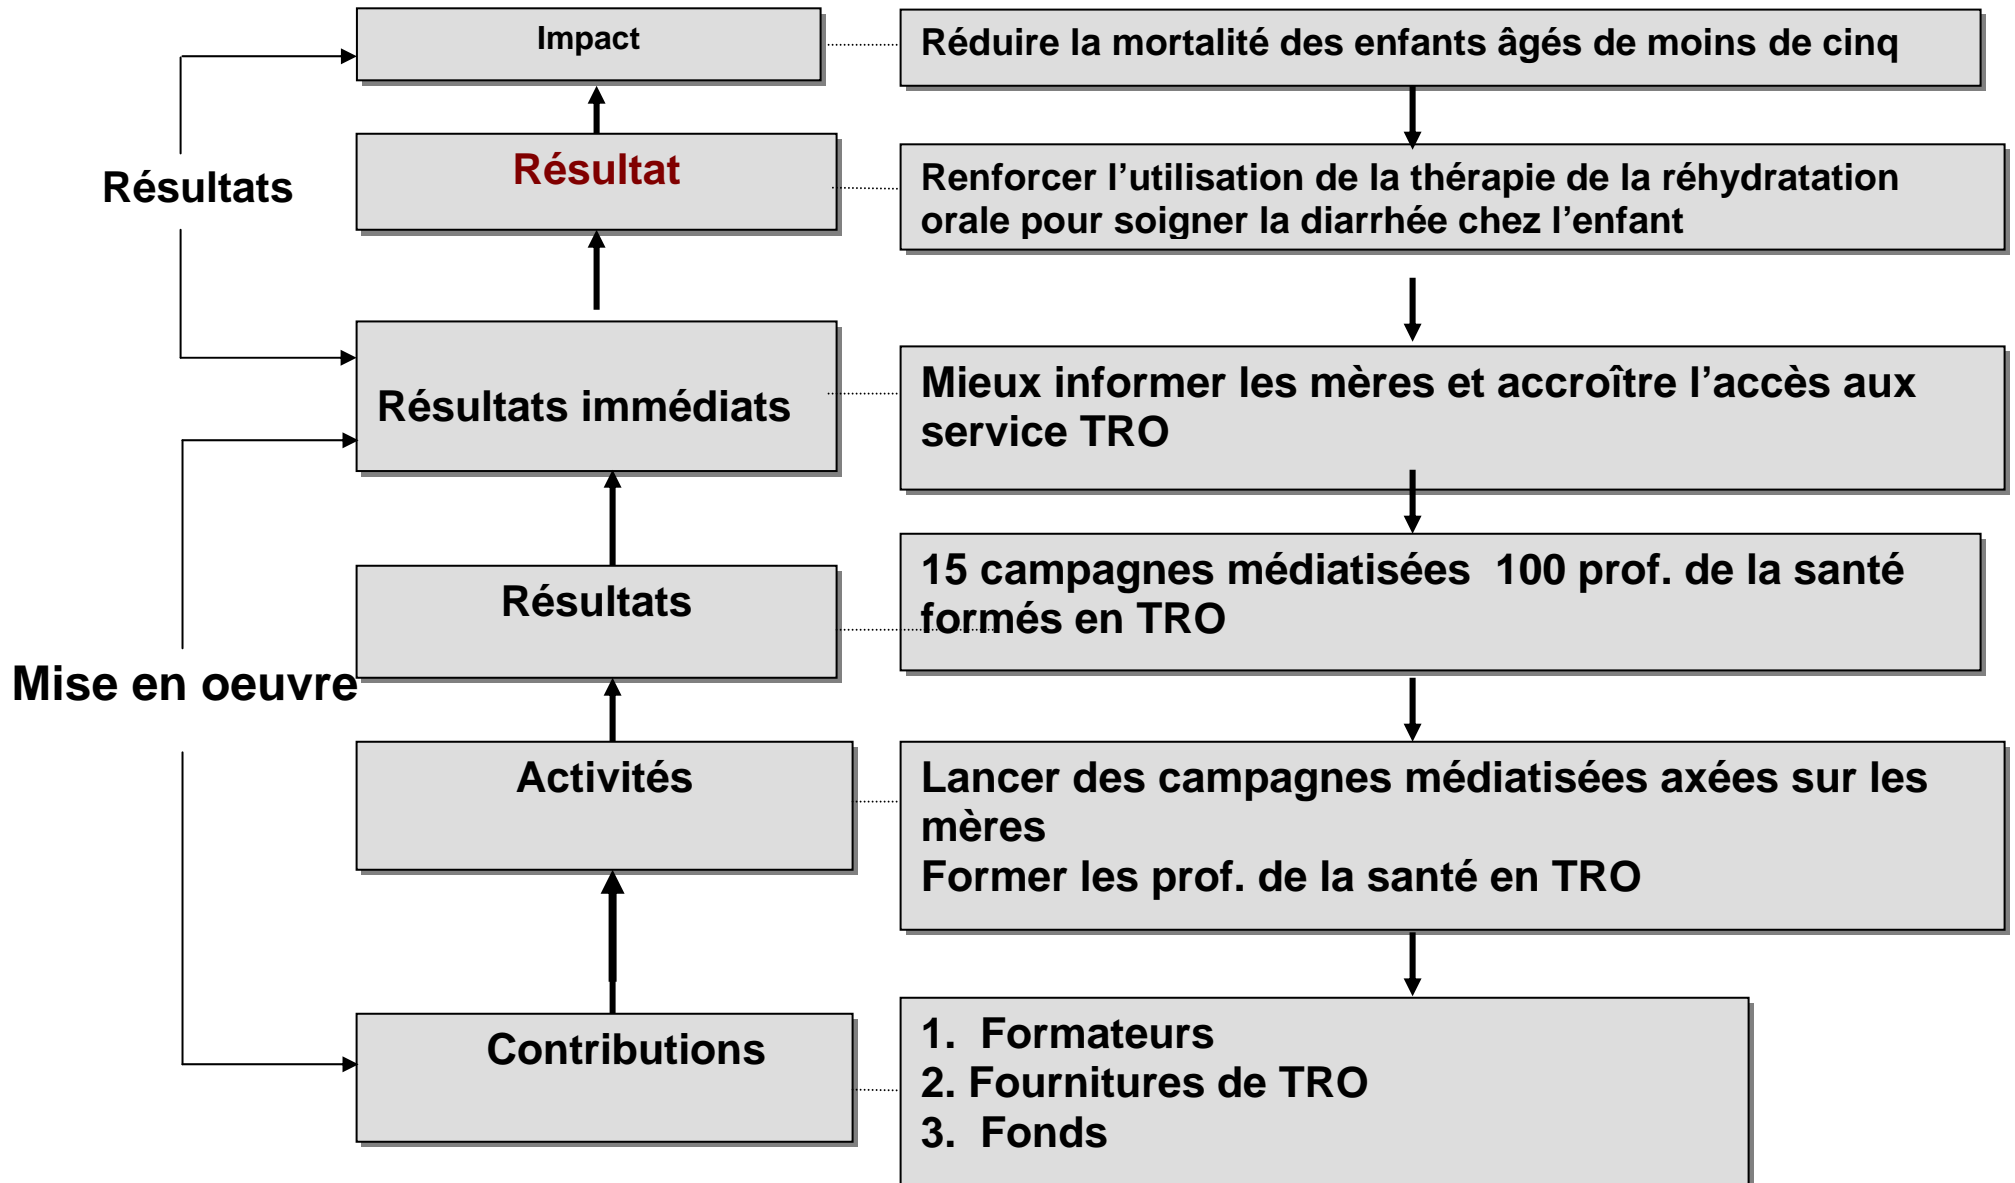 Impact
Réduire la mortalité des enfants âgés de moins de cinq
Résultats
Résultat
Renforcer l’utilisation de la thérapie de la réhydratation
orale pour soigner la diarrhée chez l’enfant
Résultats immédiats
Mieux informer les mères et accroître l’accès aux
service TRO
Résultats
15 campagnes médiatisées  100 prof. de la santé
formés en TRO
Mise en oeuvre
Activités
Lancer des campagnes médiatisées axées sur les
mères
Former les prof. de la santé en TRO
Contributions
1.  Formateurs
2. Fournitures de TRO
3.  Fonds